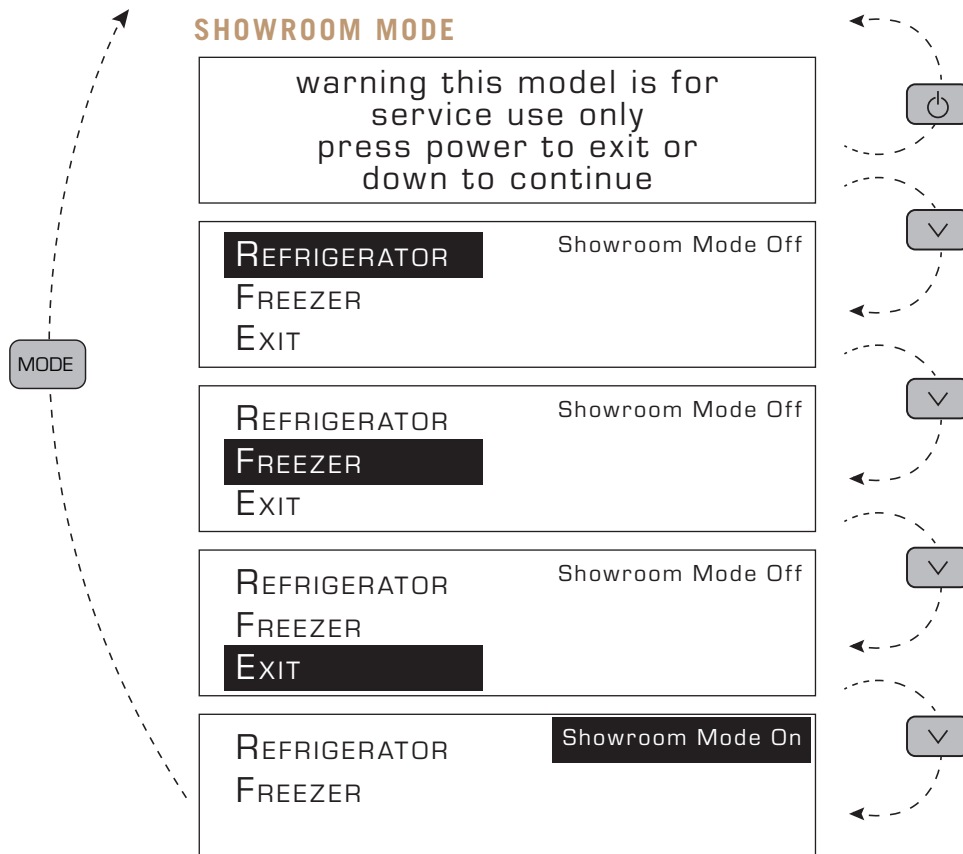 SHOWROOM MODE
warning this model is for
service use only
press power to exit or
down to continue
REFRIGERATOR
Showroom Mode Off
FREEZER
EXIT
MODE
REFRIGERATOR
Showroom Mode Off
FREEZER
EXIT
REFRIGERATOR
Showroom Mode Off
FREEZER
EXIT
REFRIGERATOR
Showroom Mode On
FREEZER